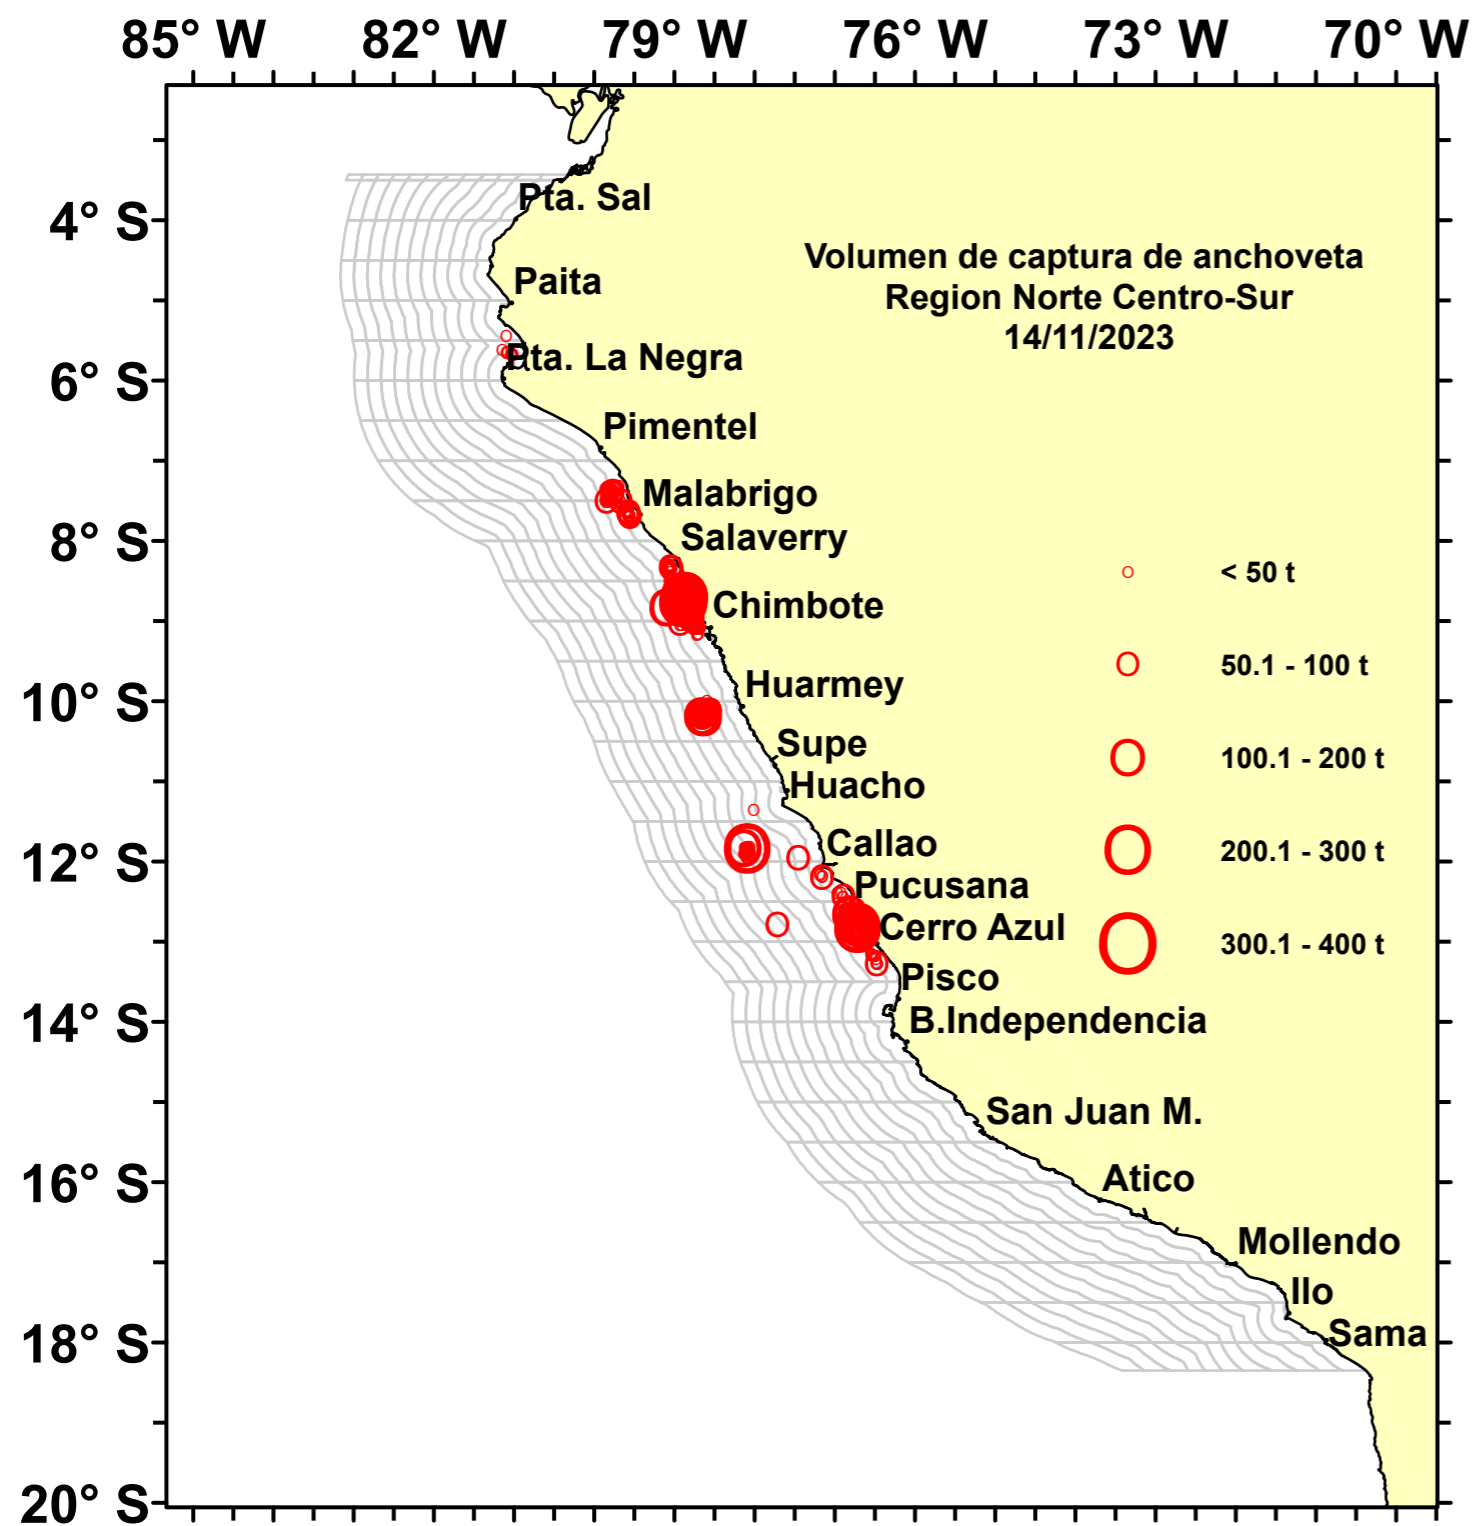 85° W 82° W 79° W 76° W 73° W 70° W
4° S
6° S
8° S
10° S
12° S
14° S
16° S
18° S
20° S
Volumen de captura de anchoveta
Region Norte Centro-Sur
14/11/2023
Pta. Sal
Paita
Pta. La Negra
Pimentel
Malabrigo
Salaverry
Chimbote
Huarmey
Supe
Huacho
Callao
Pucusana
Cerro Azul
Pisco
B.Independencia
San Juan M.
Atico
Mollendo
Ilo
Sama
< 50 t
50.1 - 100 t
100.1 - 200 t
200.1 - 300 t
300.1 - 400 t